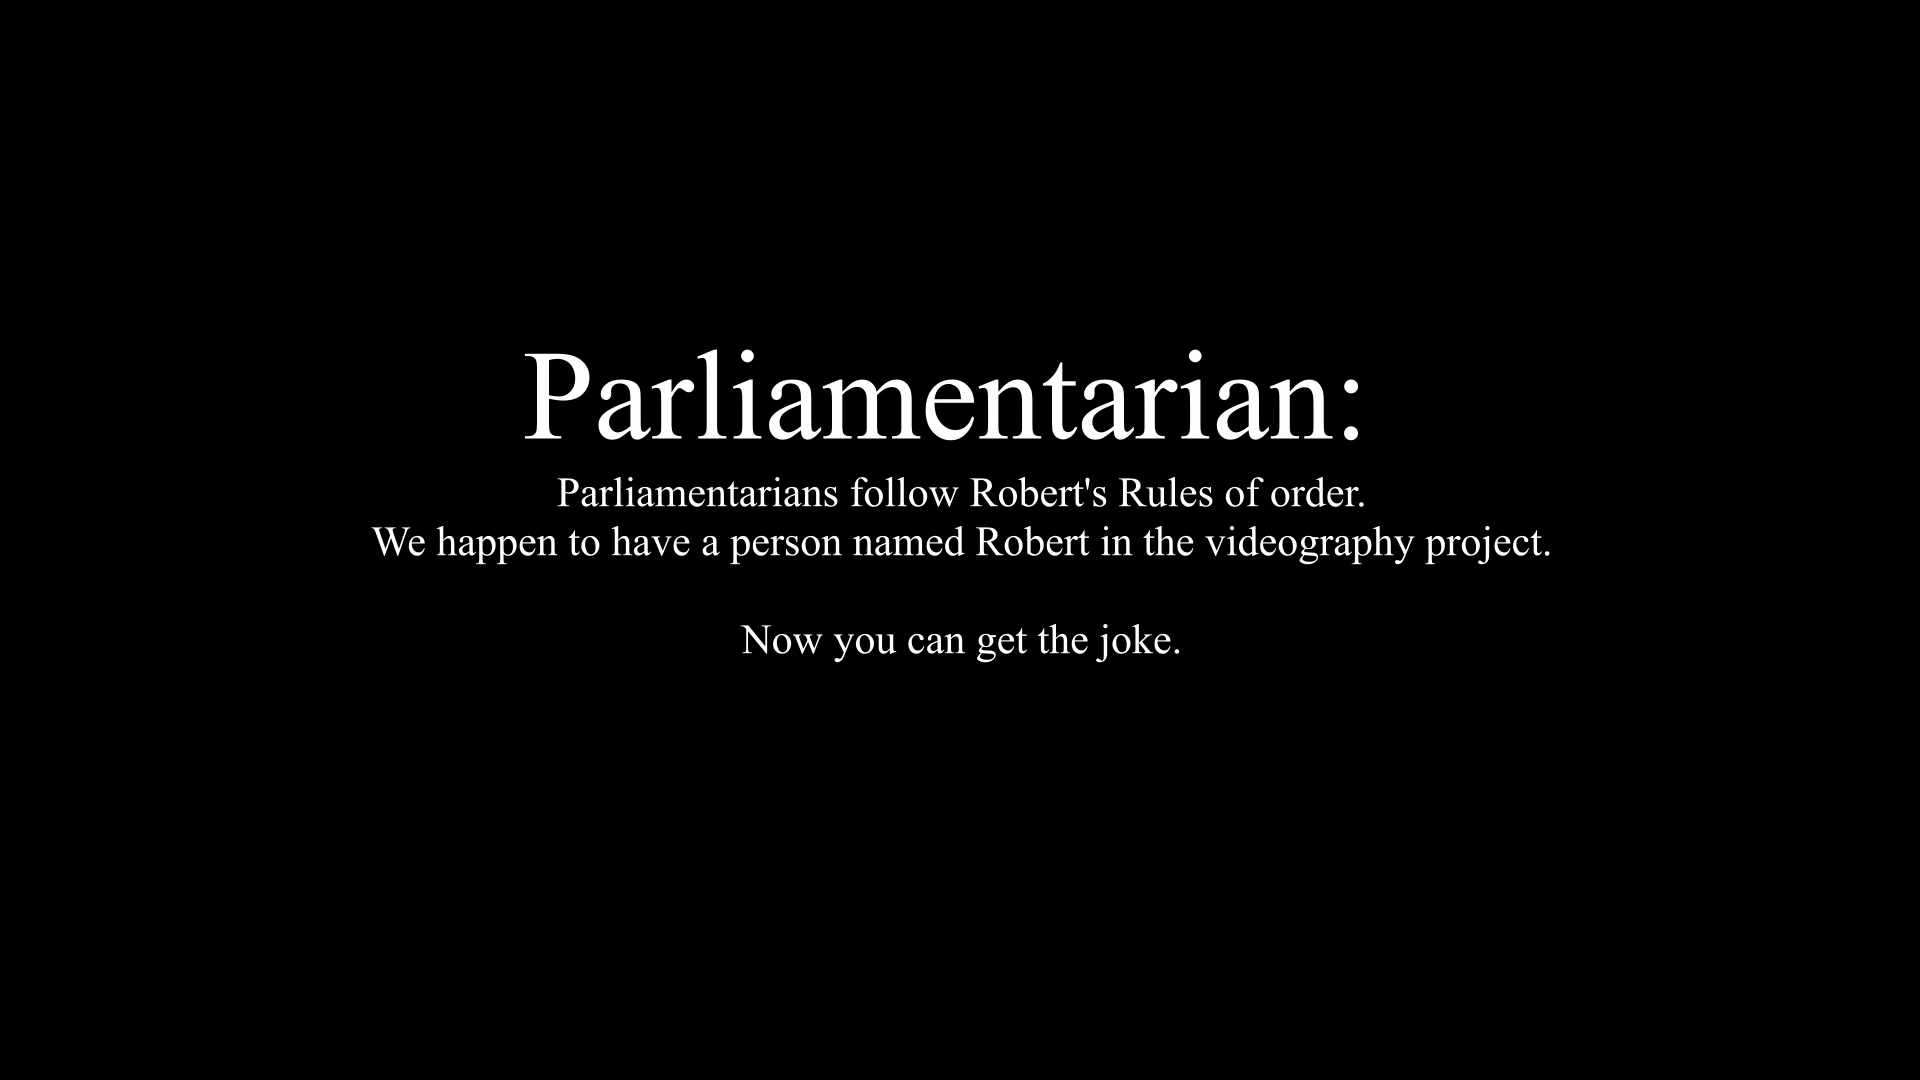 Parliamentarian:
Parliamentarians follow Robert's Rules of order.
We happen to have a person named Robert in the videography project.
Now you can get the joke.